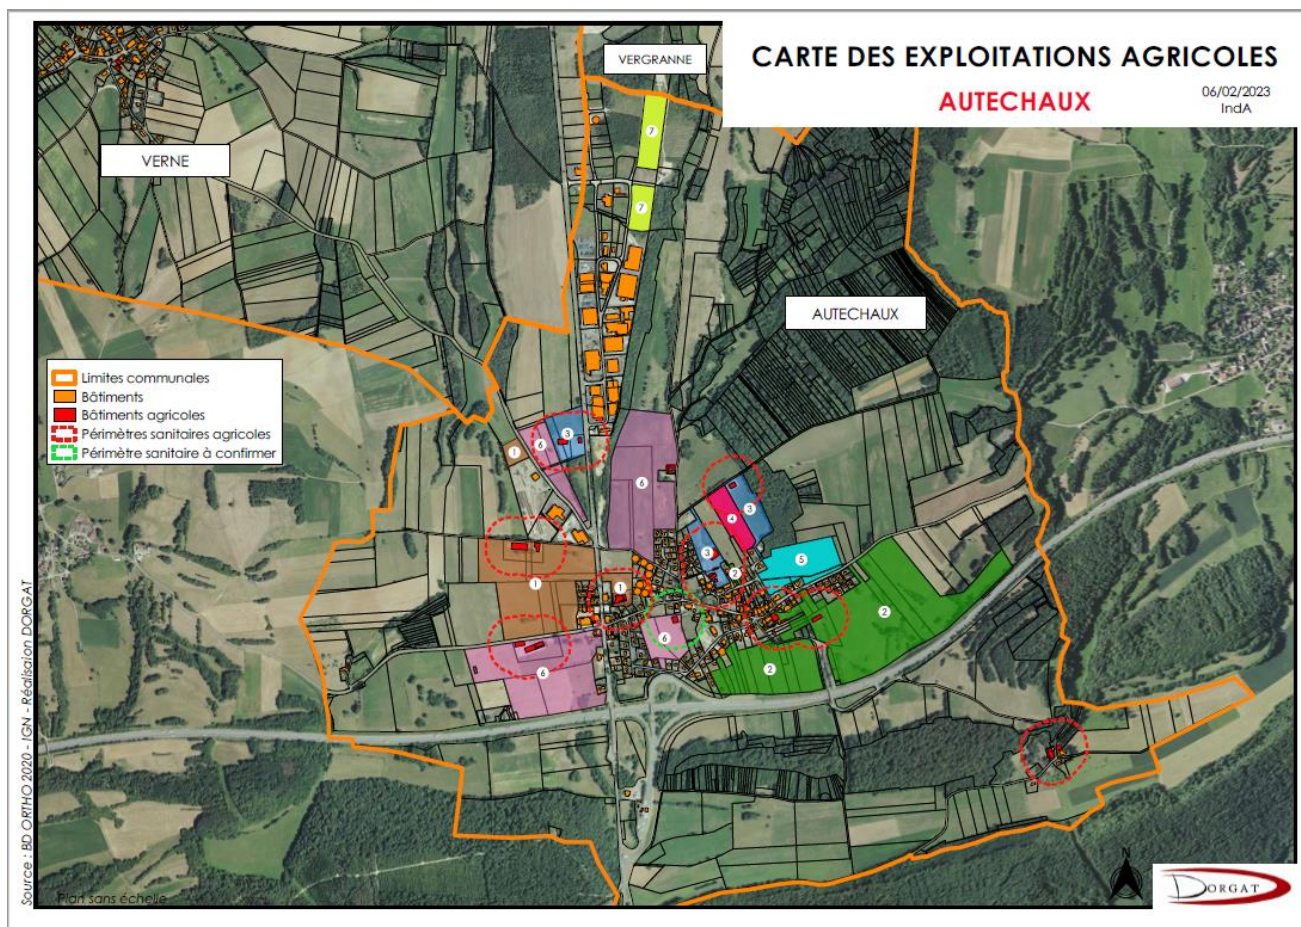 CARTE DES EXPLOITATIONS AGRICOLES
AUTECHAUX
06/02/2023
IndA
VERGRANNE
VERNE
AUTECHAUX
7
7
Limites communales
Bâtiments
Bâtiments agricoles
Périmètres sanitaires agricoles
Périmètre sanitaire à confirmer
1
6
3
6
3
4
3
2
5
1
1
2
6
6
2
Source : BD ORTHO 2020 - IGN - Réalisaion DORGAT
Plan sans échelle
N
DORGAT